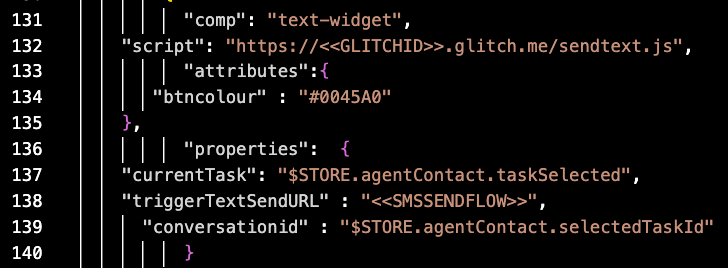 131 "comp": "text-widget",
132 "script": "https://<<GLITCHID>>.glitch.me/sendtext.js",
133 "attributes":{
134 "btncolour" : "#0045A0"
135 },
136 "properties":  {
137 "currentTask": "$STORE.agentContact.taskSelected",
138 "triggerTextSendURL" : "<<SMSSENDFLOW>>",
139 "conversationid" : "$STORE.agentContact.selectedTaskId"
140 }